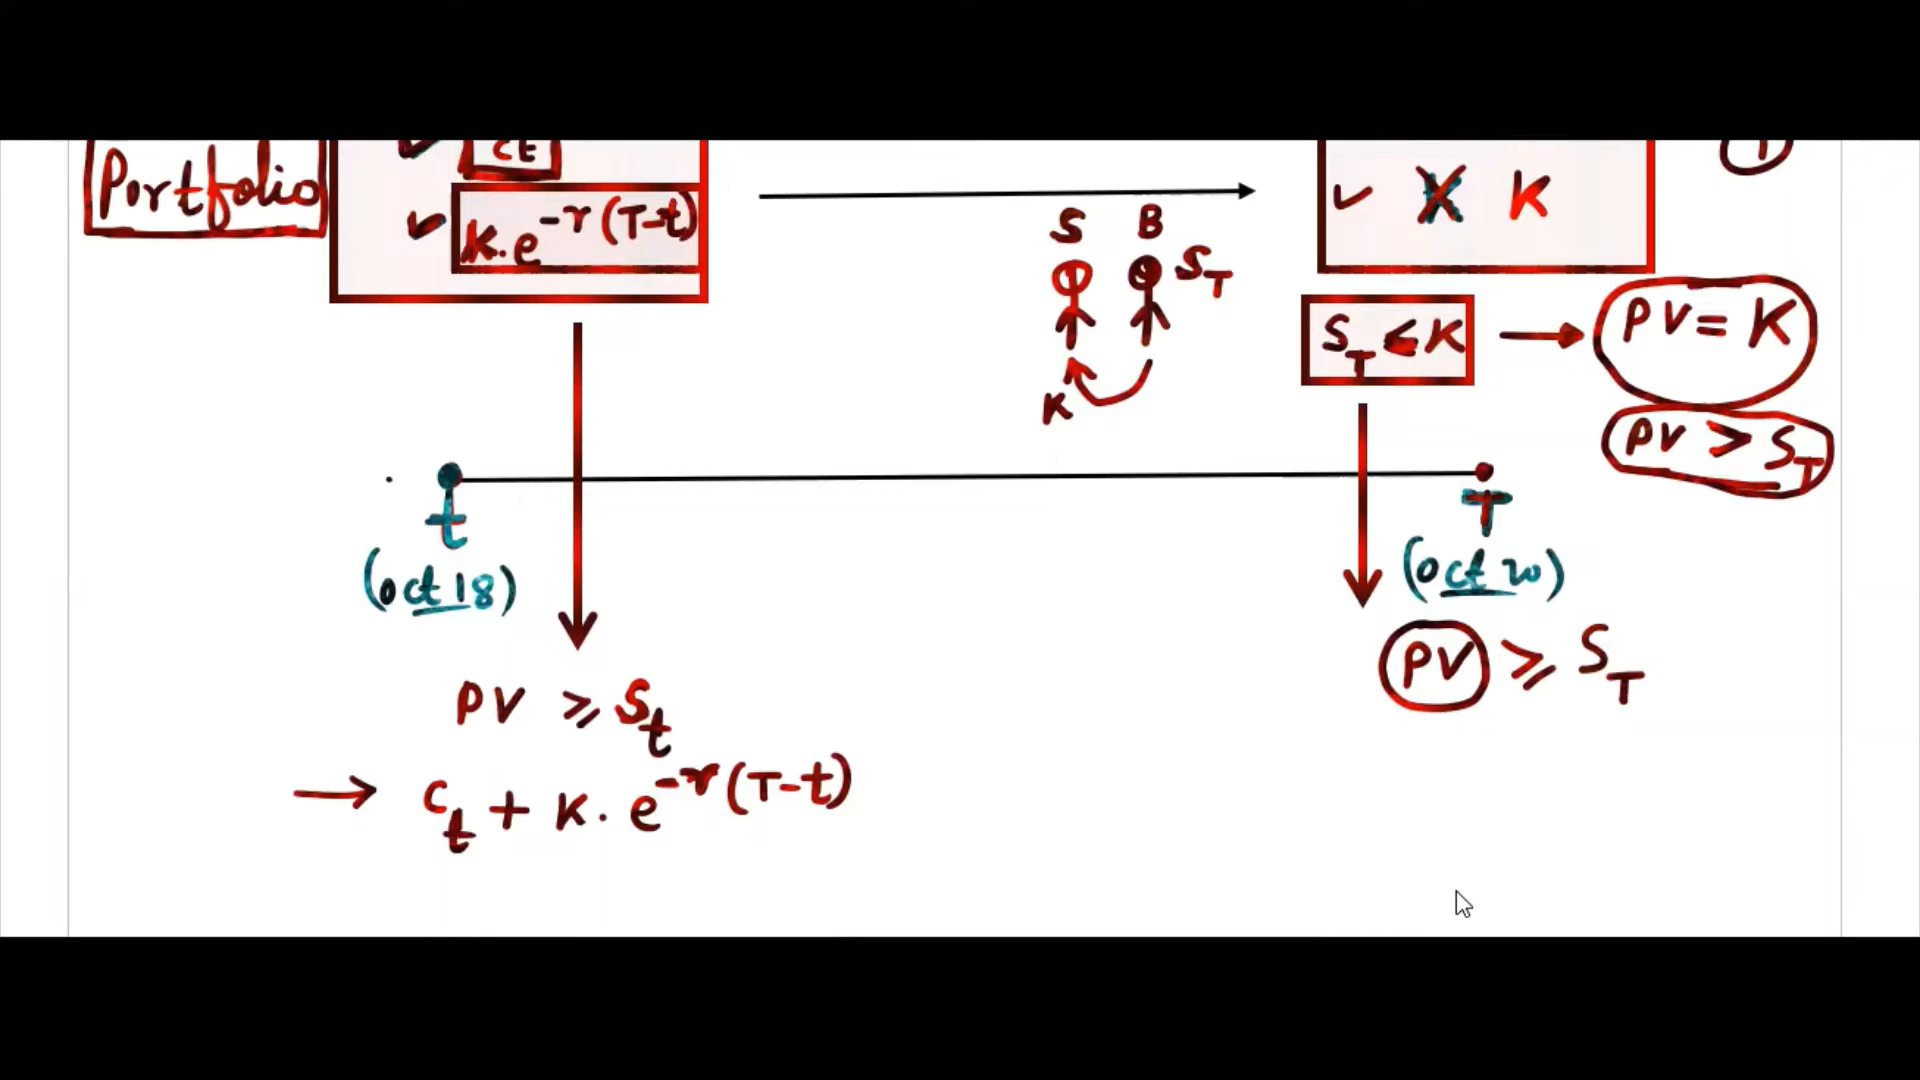 CE
Portfolio
K.e^-r(T-t)
✓ X K
S B
S_T
K
S_T ≤ K → PV = K
PV > S_T
t T
(Oct 18) (Oct 20)
PV ≥ S_T
PV ≥ S_t
→ C_t + K. e^-r(T-t)